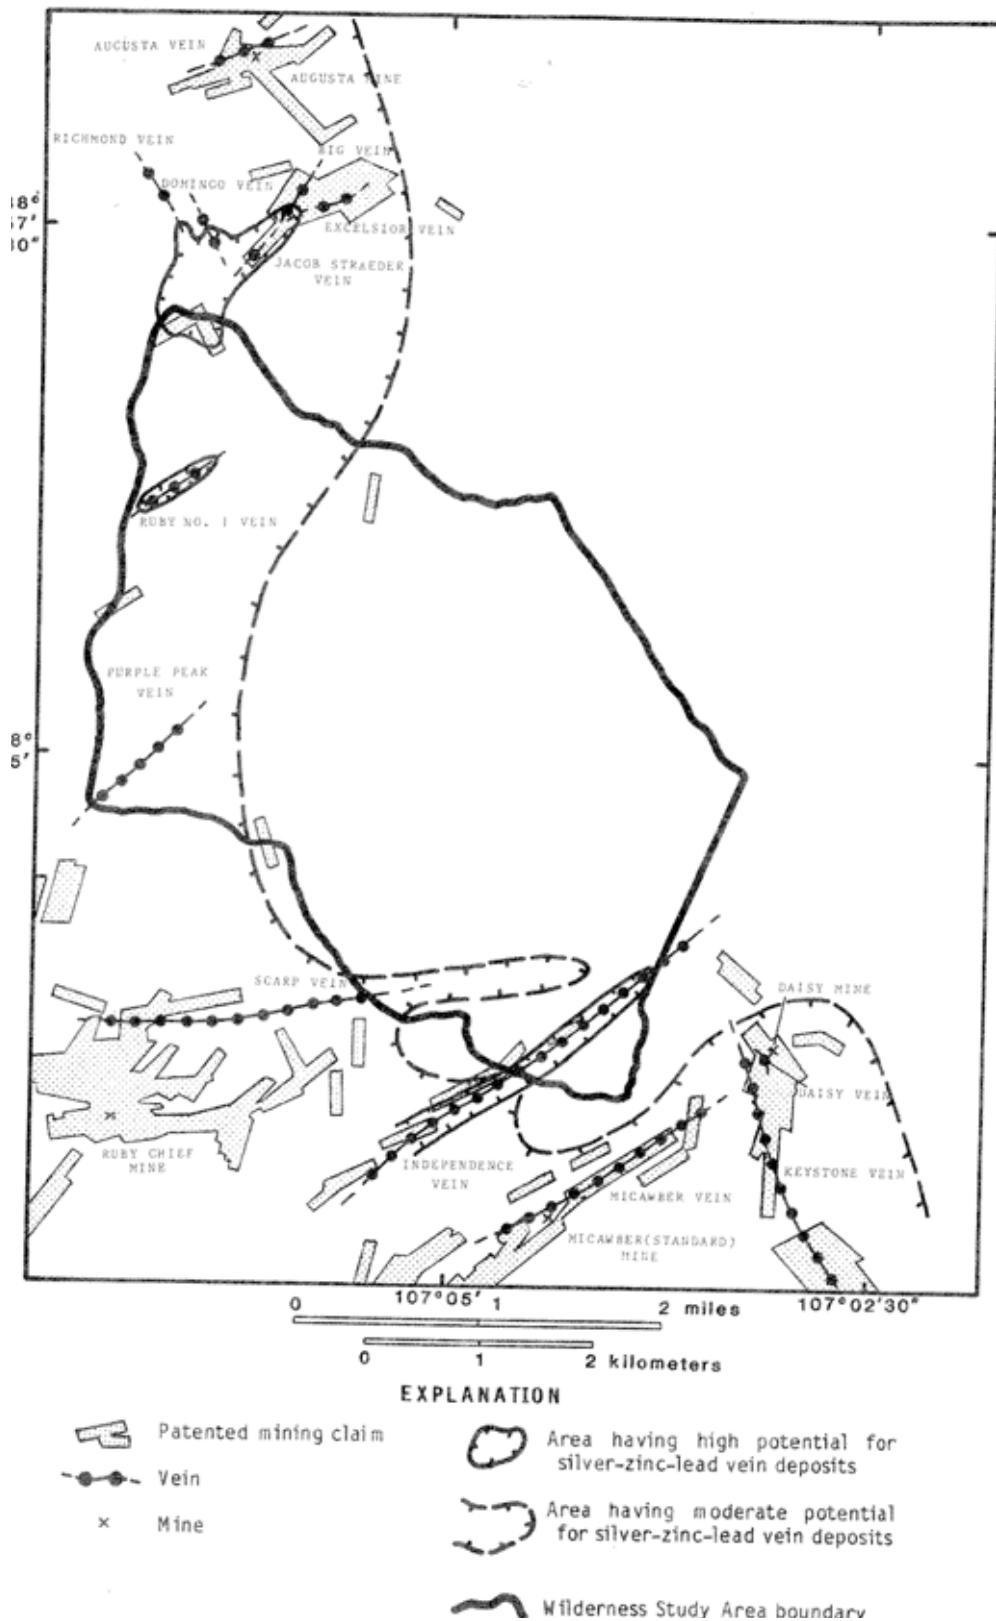 AUGUSTA VEIN
AUGUSTA MINE
RICHMOND VEIN
BIG VEIN
DOMINGO VEIN
EXCELSIOR VEIN
JACOB STRAEDER
VEIN
RUBY NO. 1 VEIN
PURPLE PEAK
VEIN
SCARP VEIN
DAISY MINE
DAISY VEIN
RUBY CHIEF
MINE
INDEPENDENCE
VEIN
KEYSTONE VEIN
MICAWBER VEIN
MICAWBER(STANDARD)
MINE
107°05'
107°02'30"
0 1 2 miles
0 1 2 kilometers
EXPLANATION
Patented mining claim
Vein
Mine
Area having high potential for
silver-zinc-lead vein deposits
Area having moderate potential
for silver-zinc-lead vein deposits
Wilderness Study Area boundary